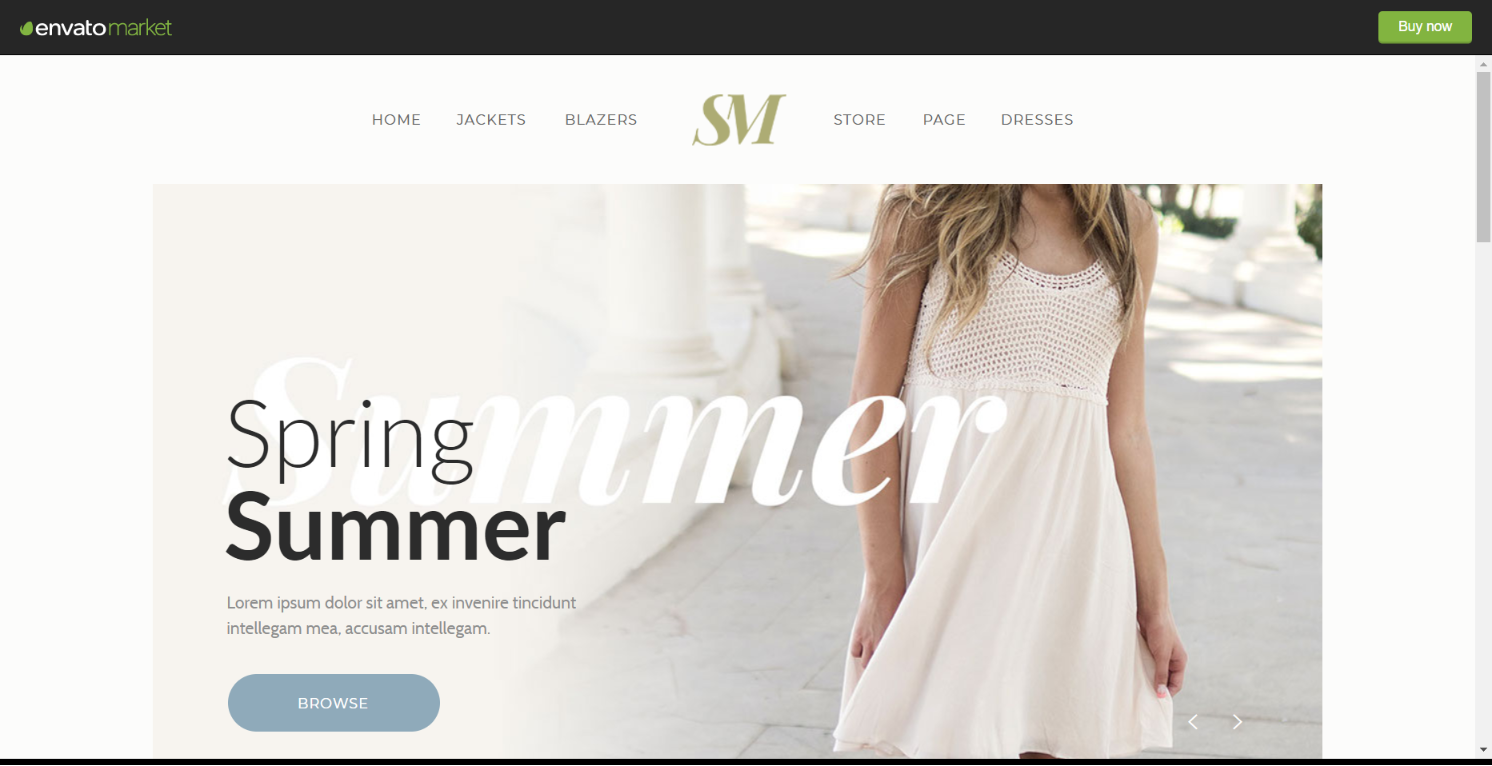 envato market
Buy now
HOME JACKETS BLAZERS SM STORE PAGE DRESSES
Summer
Spring
Summer
Lorem ipsum dolor sit amet, ex invenire tincidunt
intellegam mea, accusam intellegam.
BROWSE